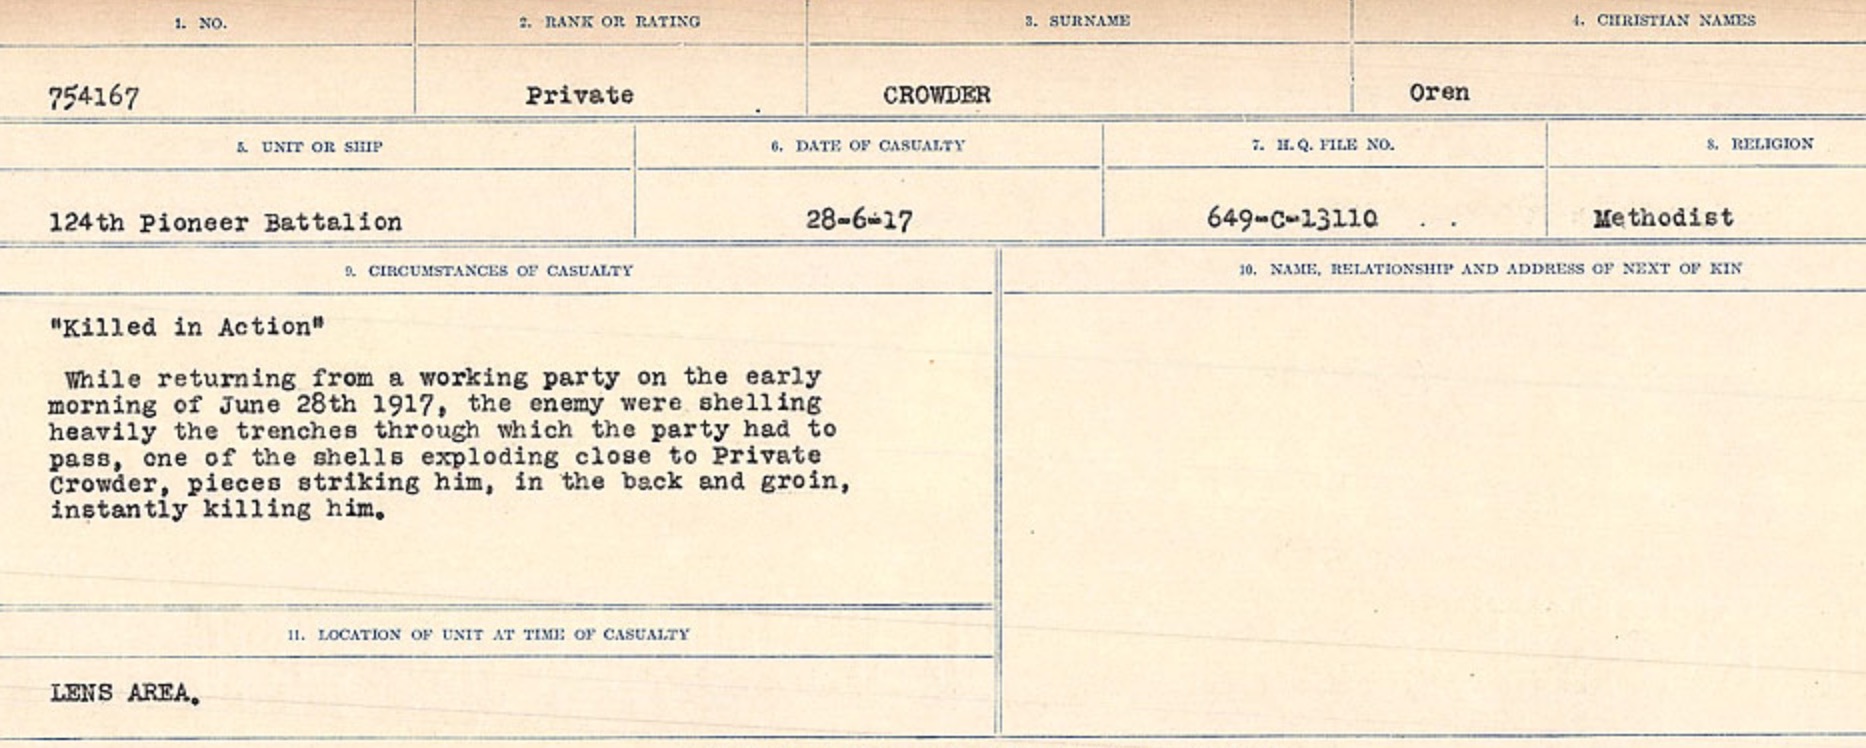 1. NO. 2. RANK OR RATING 3. SURNAME 4. CHRISTIAN NAMES
754167 Private CROWDER Oren
5. UNIT OR SHIP 6. DATE OF CASUALTY 7. H.Q. FILE NO. 8. RELIGION
124th Pioneer Battalion 28-6-17 649-C-13110 . . Methodist
9. CIRCUMSTANCES OF CASUALTY
"Killed in Action"
While returning from a working party on the early
morning of June 28th 1917, the enemy were shelling
heavily the trenches through which the party had to
pass, one of the shells exploding close to Private
Crowder, pieces striking him, in the back and groin,
instantly killing him.
10. NAME, RELATIONSHIP AND ADDRESS OF NEXT OF KIN
11. LOCATION OF UNIT AT TIME OF CASUALTY
LENS AREA.